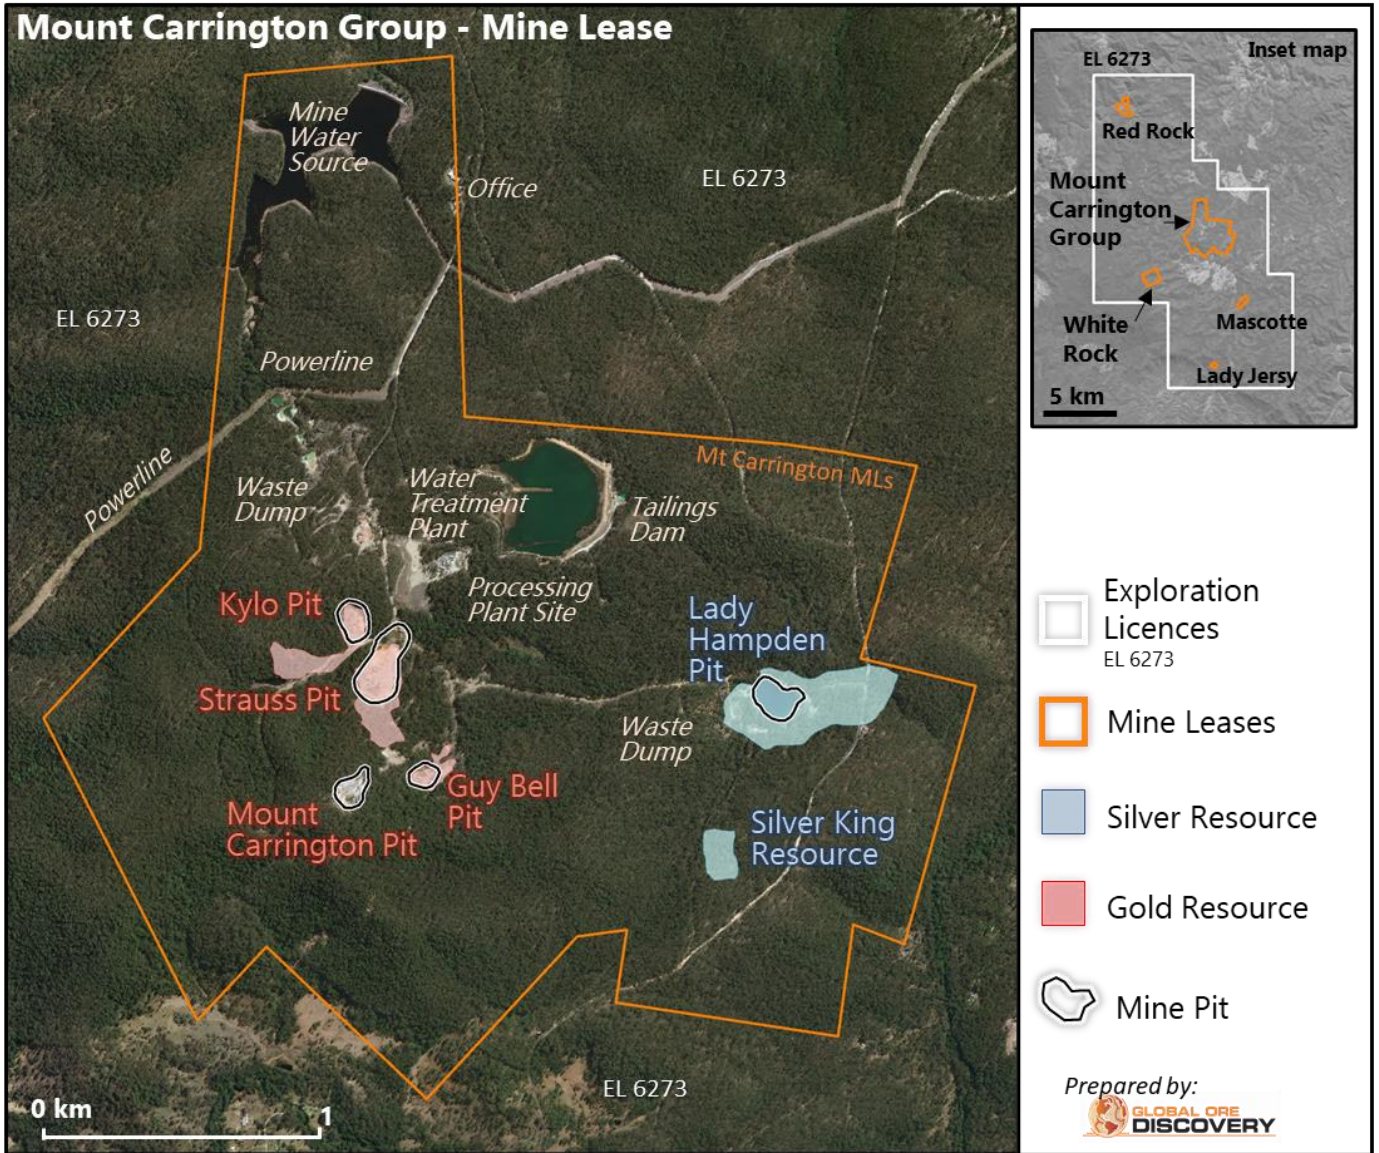 Mount Carrington Group - Mine Lease
Mine
Water
Source
Office
EL 6273
EL 6273
Powerline
Powerline
Waste
Dump
Water
Treatment
Plant
Tailings
Dam
Mt Carrington MLs
Processing
Plant Site
Kylo Pit
Strauss Pit
Lady
Hampden
Pit
Waste
Dump
Guy Bell
Pit
Mount
Carrington Pit
Silver King
Resource
EL 6273
0 km
1
Inset map
EL 6273
Red Rock
Mount
Carrington
Group
White
Rock
Mascotte
Lady Jersy
5 km
Exploration
Licences
EL 6273
Mine Leases
Silver Resource
Gold Resource
Mine Pit
Prepared by:
GLOBAL ORE
DISCOVERY